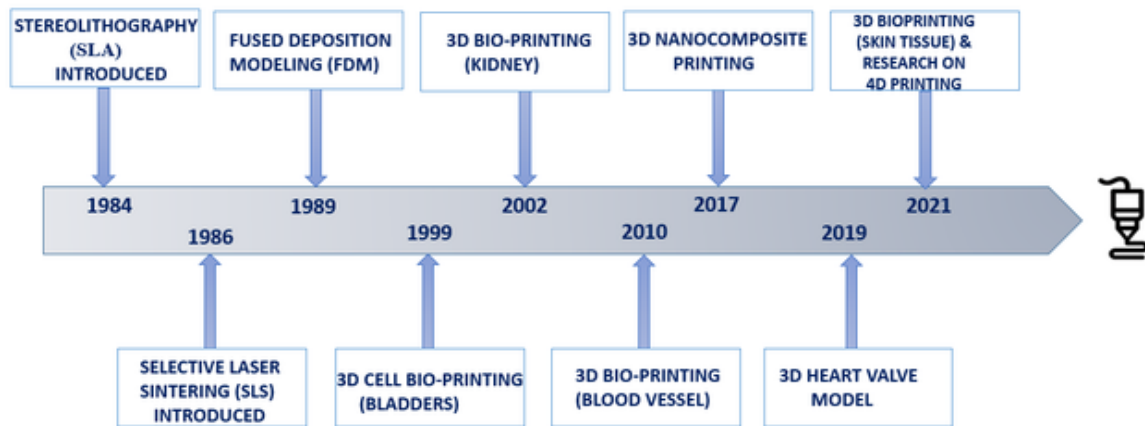 STEREOLITHOGRAPHY
(SLA)
INTRODUCED
FUSED DEPOSITION
MODELING (FDM)
3D BIO-PRINTING
(KIDNEY)
3D NANOCOMPOSITE
PRINTING
3D BIOPRINTING
(SKIN TISSUE) &
RESEARCH ON
4D PRINTING
1984
1989
2002
2017
2021
1986
1999
2010
2019
SELECTIVE LASER
SINTERING (SLS)
INTRODUCED
3D CELL BIO-PRINTING
(BLADDERS)
3D BIO-PRINTING
(BLOOD VESSEL)
3D HEART VALVE
MODEL